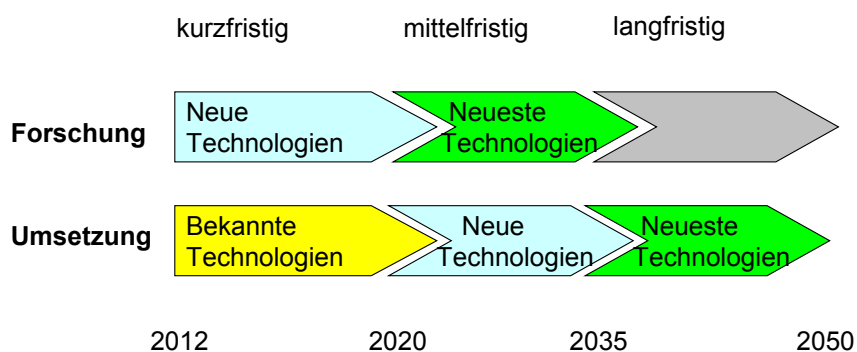 kurzfristig mittelfristig langfristig
Forschung
Neue
Technologien
Neueste
Technologien
Umsetzung
Bekannte
Technologien
Neue
Technologien
Neueste
Technologien
2012 2020 2035 2050